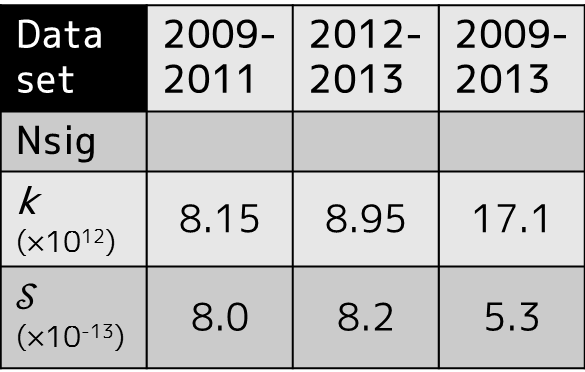 Data set 2009-2011 2012-2013 2009-2013
Nsig
k (×10¹²) 8.15 8.95 17.1
𝒮 (×10⁻¹³) 8.0 8.2 5.3